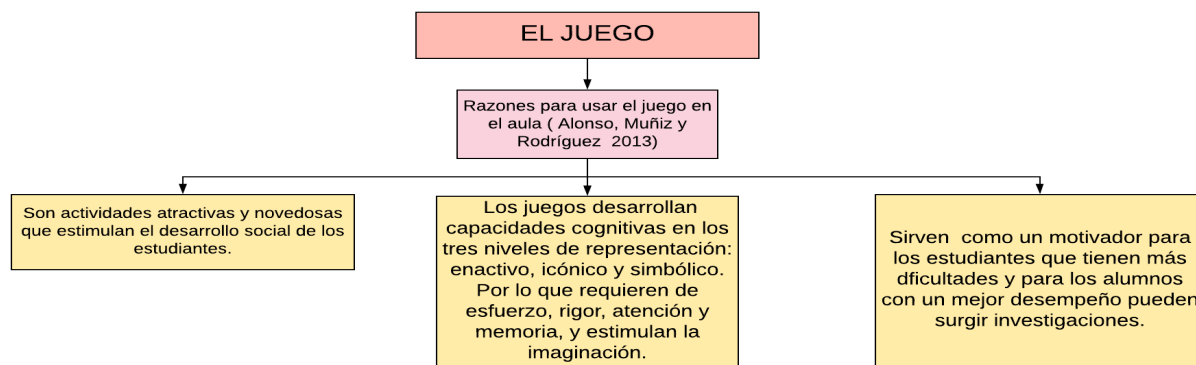 EL JUEGO
Razones para usar el juego en
el aula ( Alonso, Muñiz y
Rodríguez 2013)
Son actividades atractivas y novedosas
que estimulan el desarrollo social de los
estudiantes.
Los juegos desarrollan
capacidades cognitivas en los
tres niveles de representación:
enactivo, icónico y simbólico.
Por lo que requieren de
esfuerzo, rigor, atención y
memoria, y estimulan la
imaginación.
Sirven como un motivador para
los estudiantes que tienen más
dficultades y para los alumnos
con un mejor desempeño pueden
surgir investigaciones.